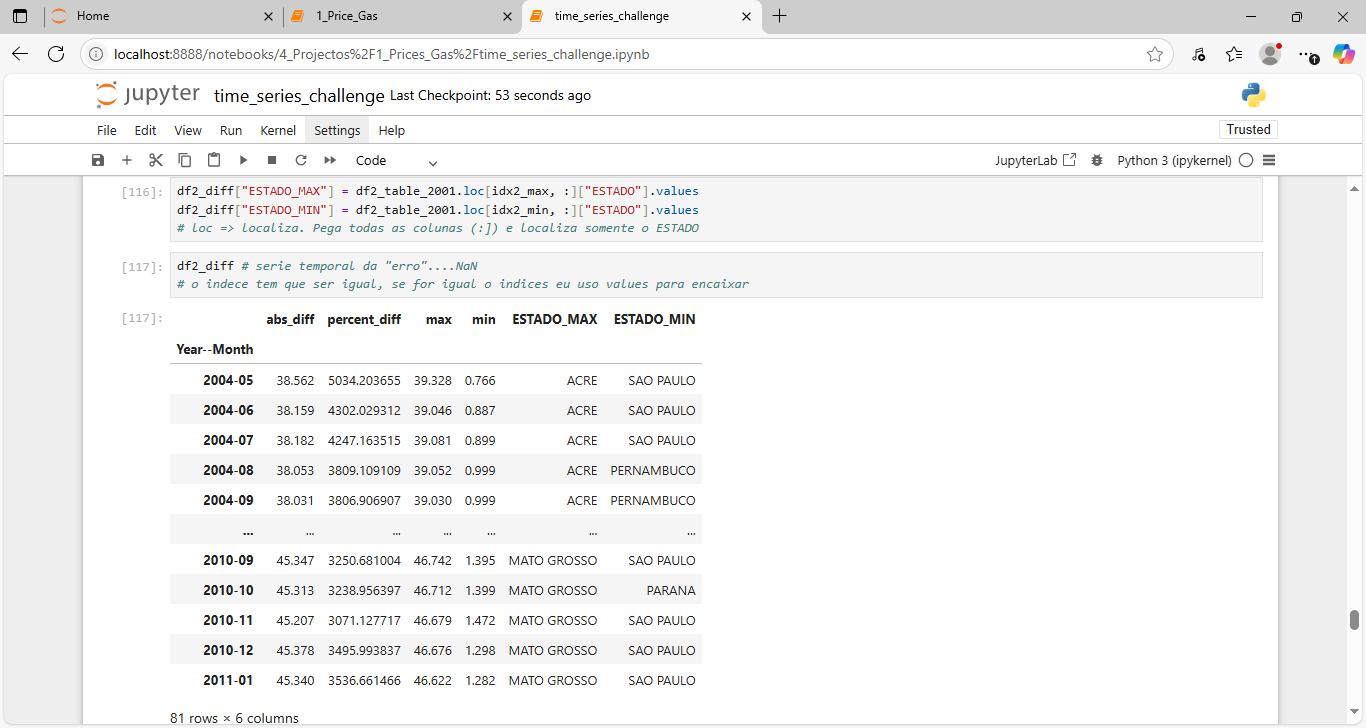 Home
1_Price_Gas
time_series_challenge
localhost:8888/notebooks/4_Projectos%2F1_Prices_Gas%2Ftime_series_challenge.ipynb
jupyter time_series_challenge Last Checkpoint: 53 seconds ago
File Edit View Run Kernel Settings Help
Trusted
Code
JupyterLab
Python 3 (ipykernel)
[116]: df2_diff["ESTADO_MAX"] = df2_table_2001.loc[idx2_max, :]["ESTADO"].values
df2_diff["ESTADO_MIN"] = df2_table_2001.loc[idx2_min, :]["ESTADO"].values
# loc => localiza. Pega todas as colunas (:]) e localiza somente o ESTADO
[117]: df2_diff # serie temporal da "erro"....NaN
# o indece tem que ser igual, se for igual o indices eu uso values para encaixar
[117]: abs_diff percent_diff max min ESTADO_MAX ESTADO_MIN
Year--Month
2004-05 38.562 5034.203655 39.328 0.766 ACRE SAO PAULO
2004-06 38.159 4302.029312 39.046 0.887 ACRE SAO PAULO
2004-07 38.182 4247.163515 39.081 0.899 ACRE SAO PAULO
2004-08 38.053 3809.109109 39.052 0.999 ACRE PERNAMBUCO
2004-09 38.031 3806.906907 39.030 0.999 ACRE PERNAMBUCO
... ... ... ... ... ... ...
2010-09 45.347 3250.681004 46.742 1.395 MATO GROSSO SAO PAULO
2010-10 45.313 3238.956397 46.712 1.399 MATO GROSSO PARANA
2010-11 45.207 3071.127717 46.679 1.472 MATO GROSSO SAO PAULO
2010-12 45.378 3495.993837 46.676 1.298 MATO GROSSO SAO PAULO
2011-01 45.340 3536.661466 46.622 1.282 MATO GROSSO SAO PAULO
81 rows × 6 columns